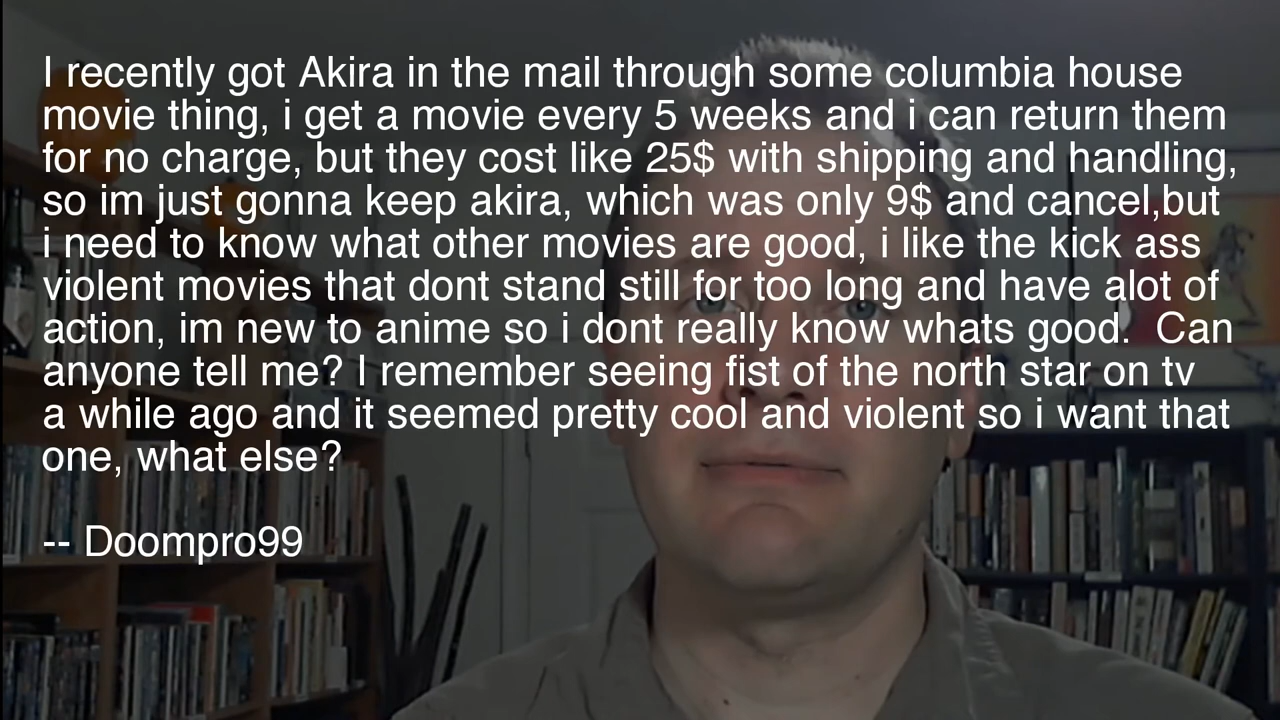 I recently got Akira in the mail through some columbia house
movie thing, i get a movie every 5 weeks and i can return them
for no charge, but they cost like 25$ with shipping and handling,
so im just gonna keep akira, which was only 9$ and cancel,but
i need to know what other movies are good, i like the kick ass
violent movies that dont stand still for too long and have alot of
action, im new to anime so i dont really know whats good.  Can
anyone tell me? I remember seeing fist of the north star on tv
a while ago and it seemed pretty cool and violent so i want that
one, what else?
-- Doompro99